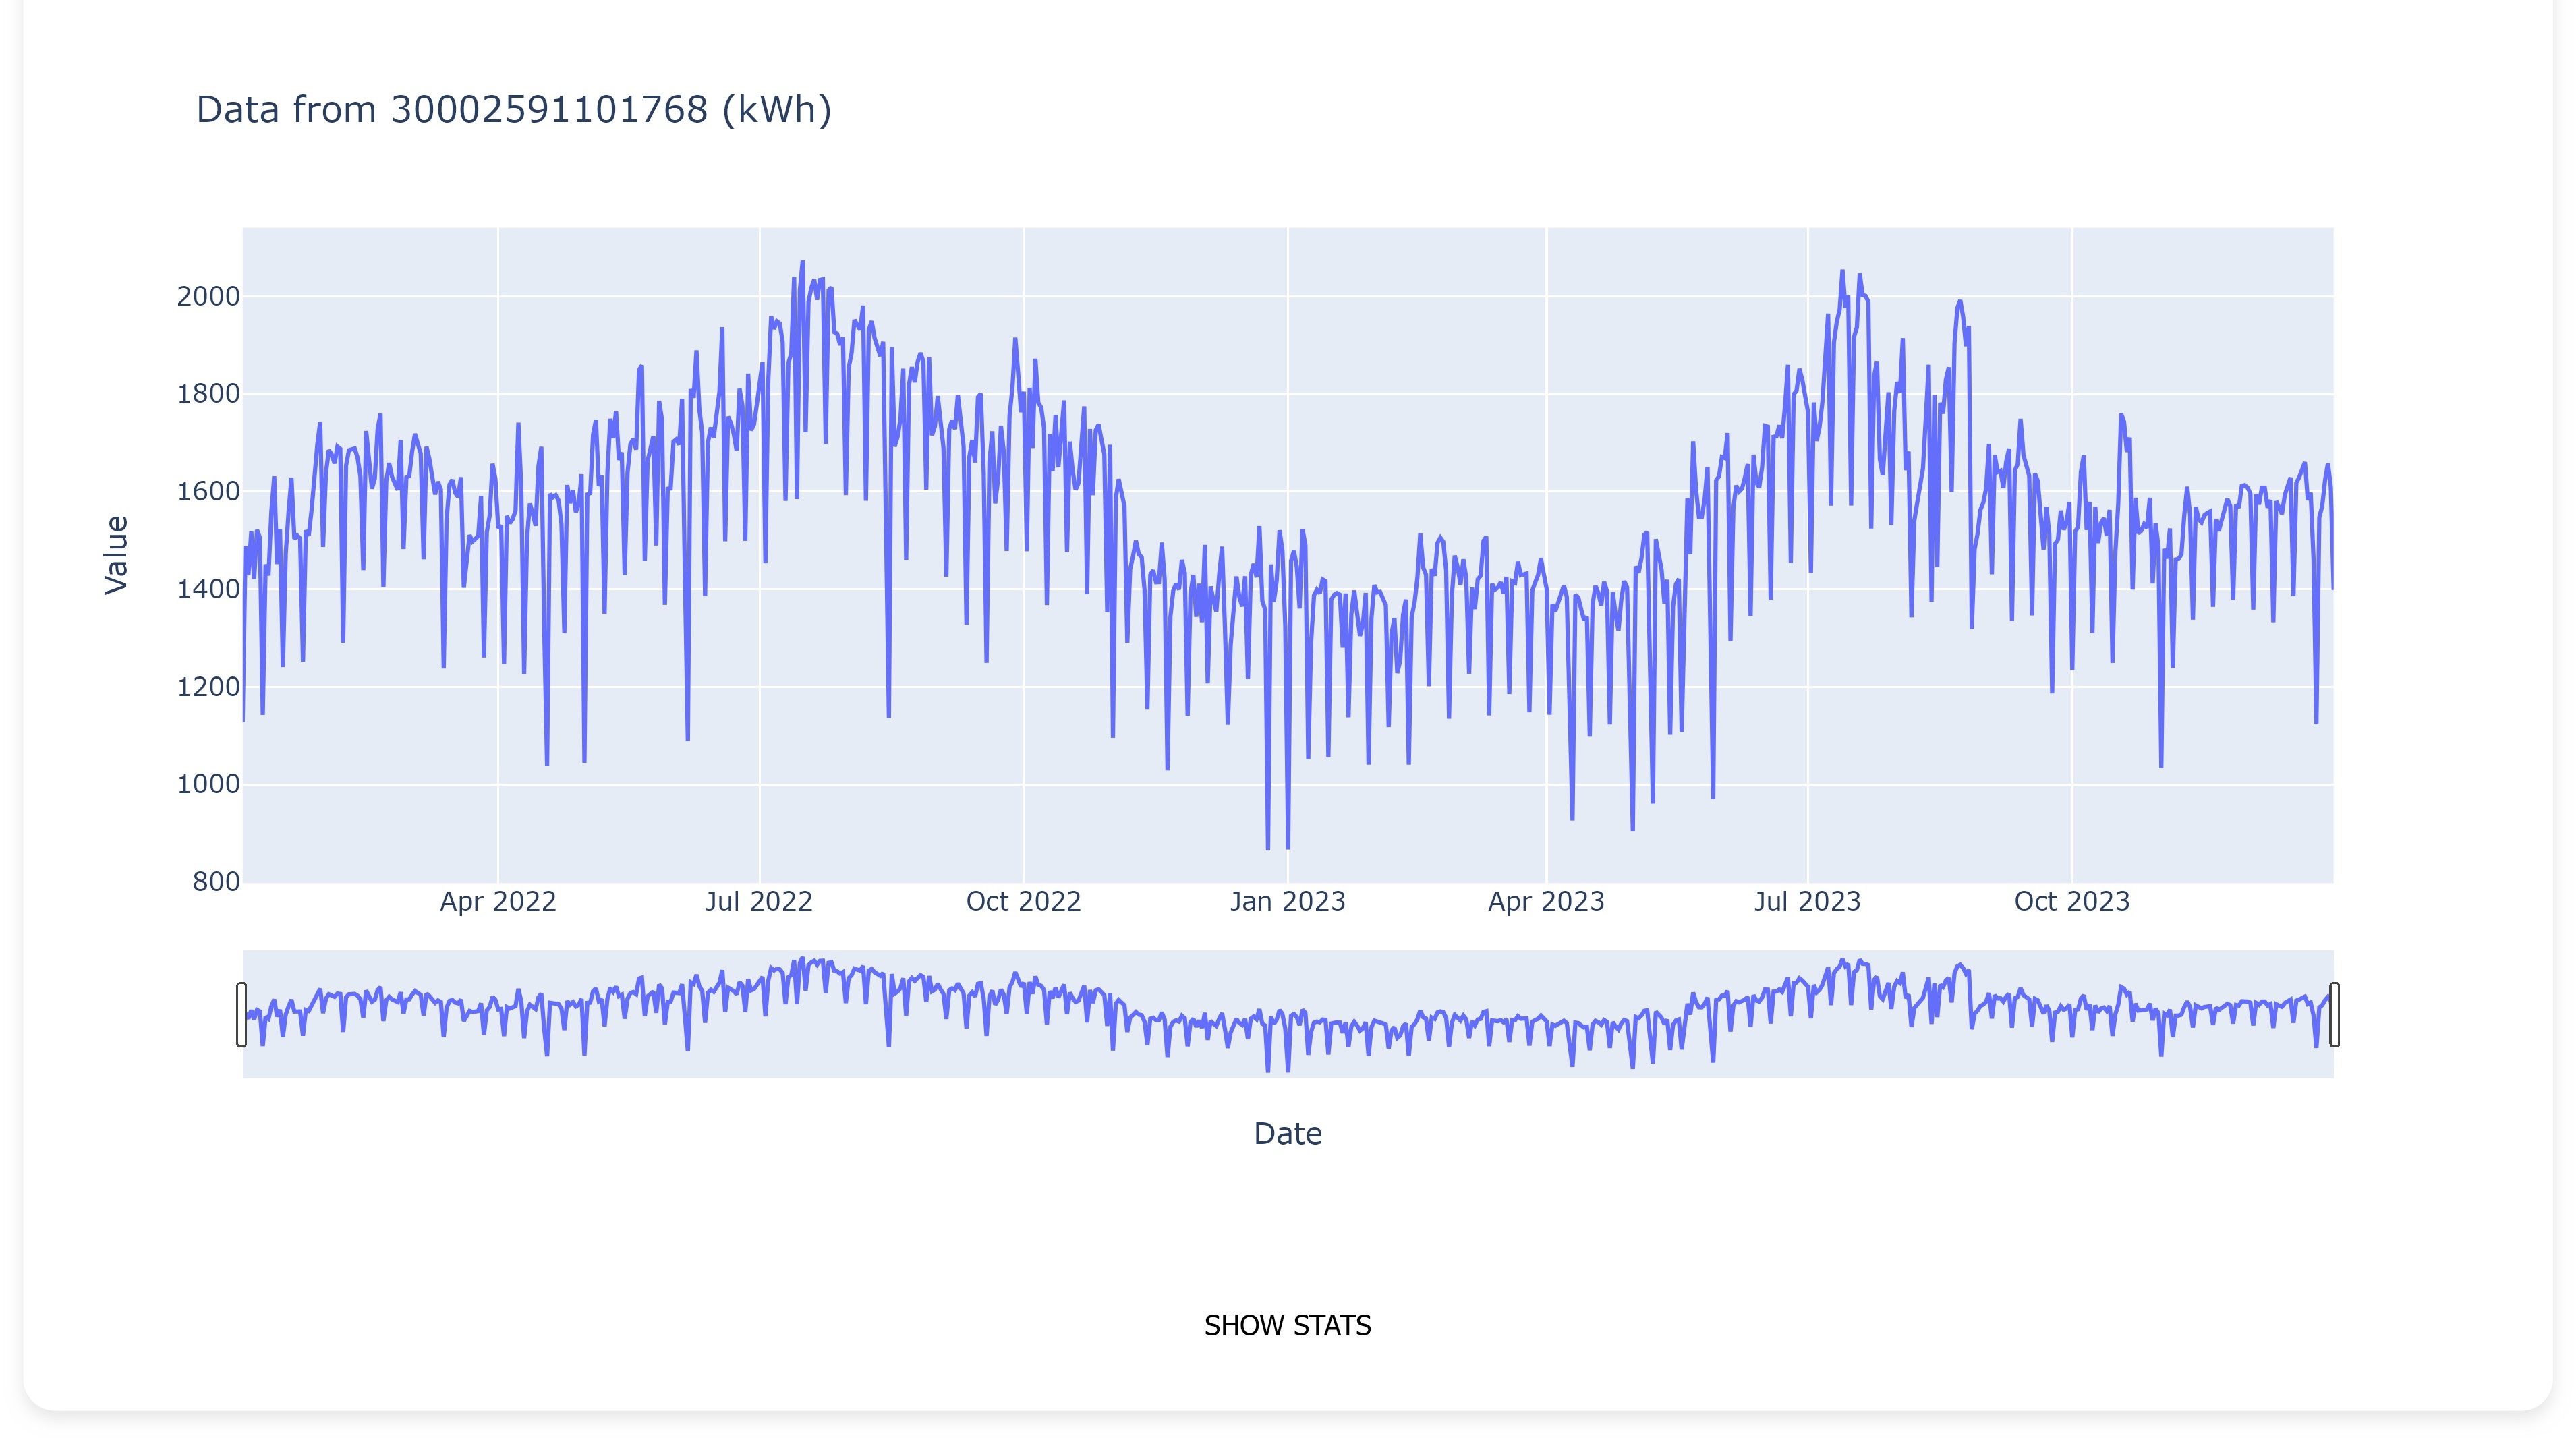 Data from 30002591101768 (kWh)
2000
1800
1600
1400
1200
1000
800
Value
Apr 2022
Jul 2022
Oct 2022
Jan 2023
Apr 2023
Jul 2023
Oct 2023
Date
SHOW STATS